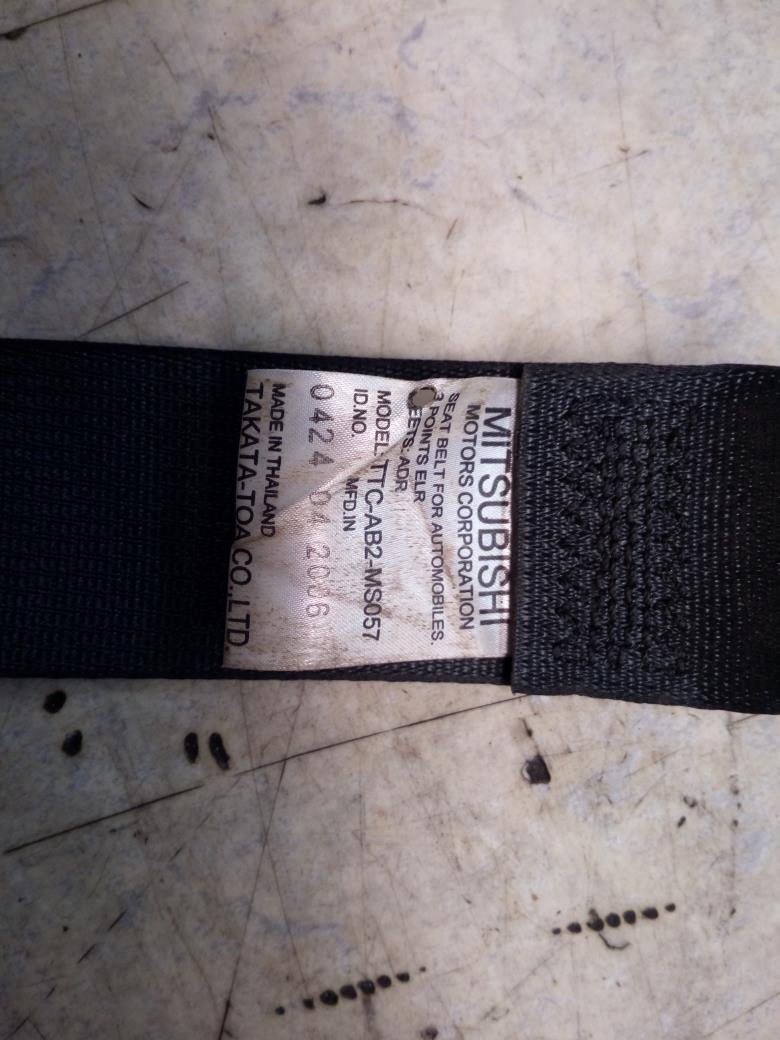 MITSUBISHI
MOTORS CORPORATION
SEAT BELT FOR AUTOMOBILES.
3 POINTS ELR
EETS: ADR
MODEL: TTC-AB2-MS057
ID.NO. MFD.IN
0424 04 2006
MADE IN THAILAND
TAKATA-TOA CO.,LTD.